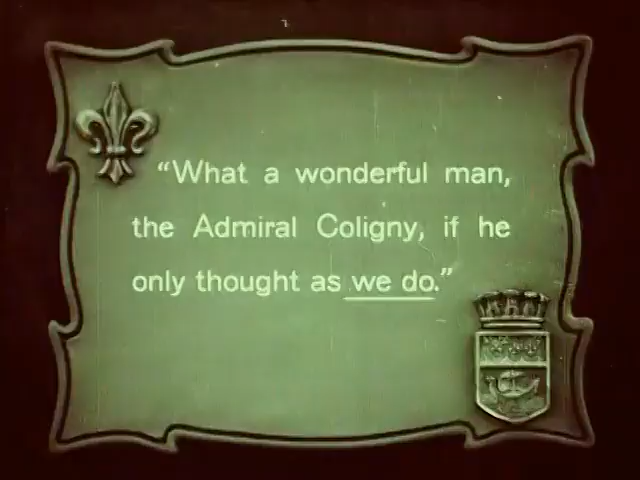 “What a wonderful man,
the Admiral Coligny, if he
only thought as we do.”